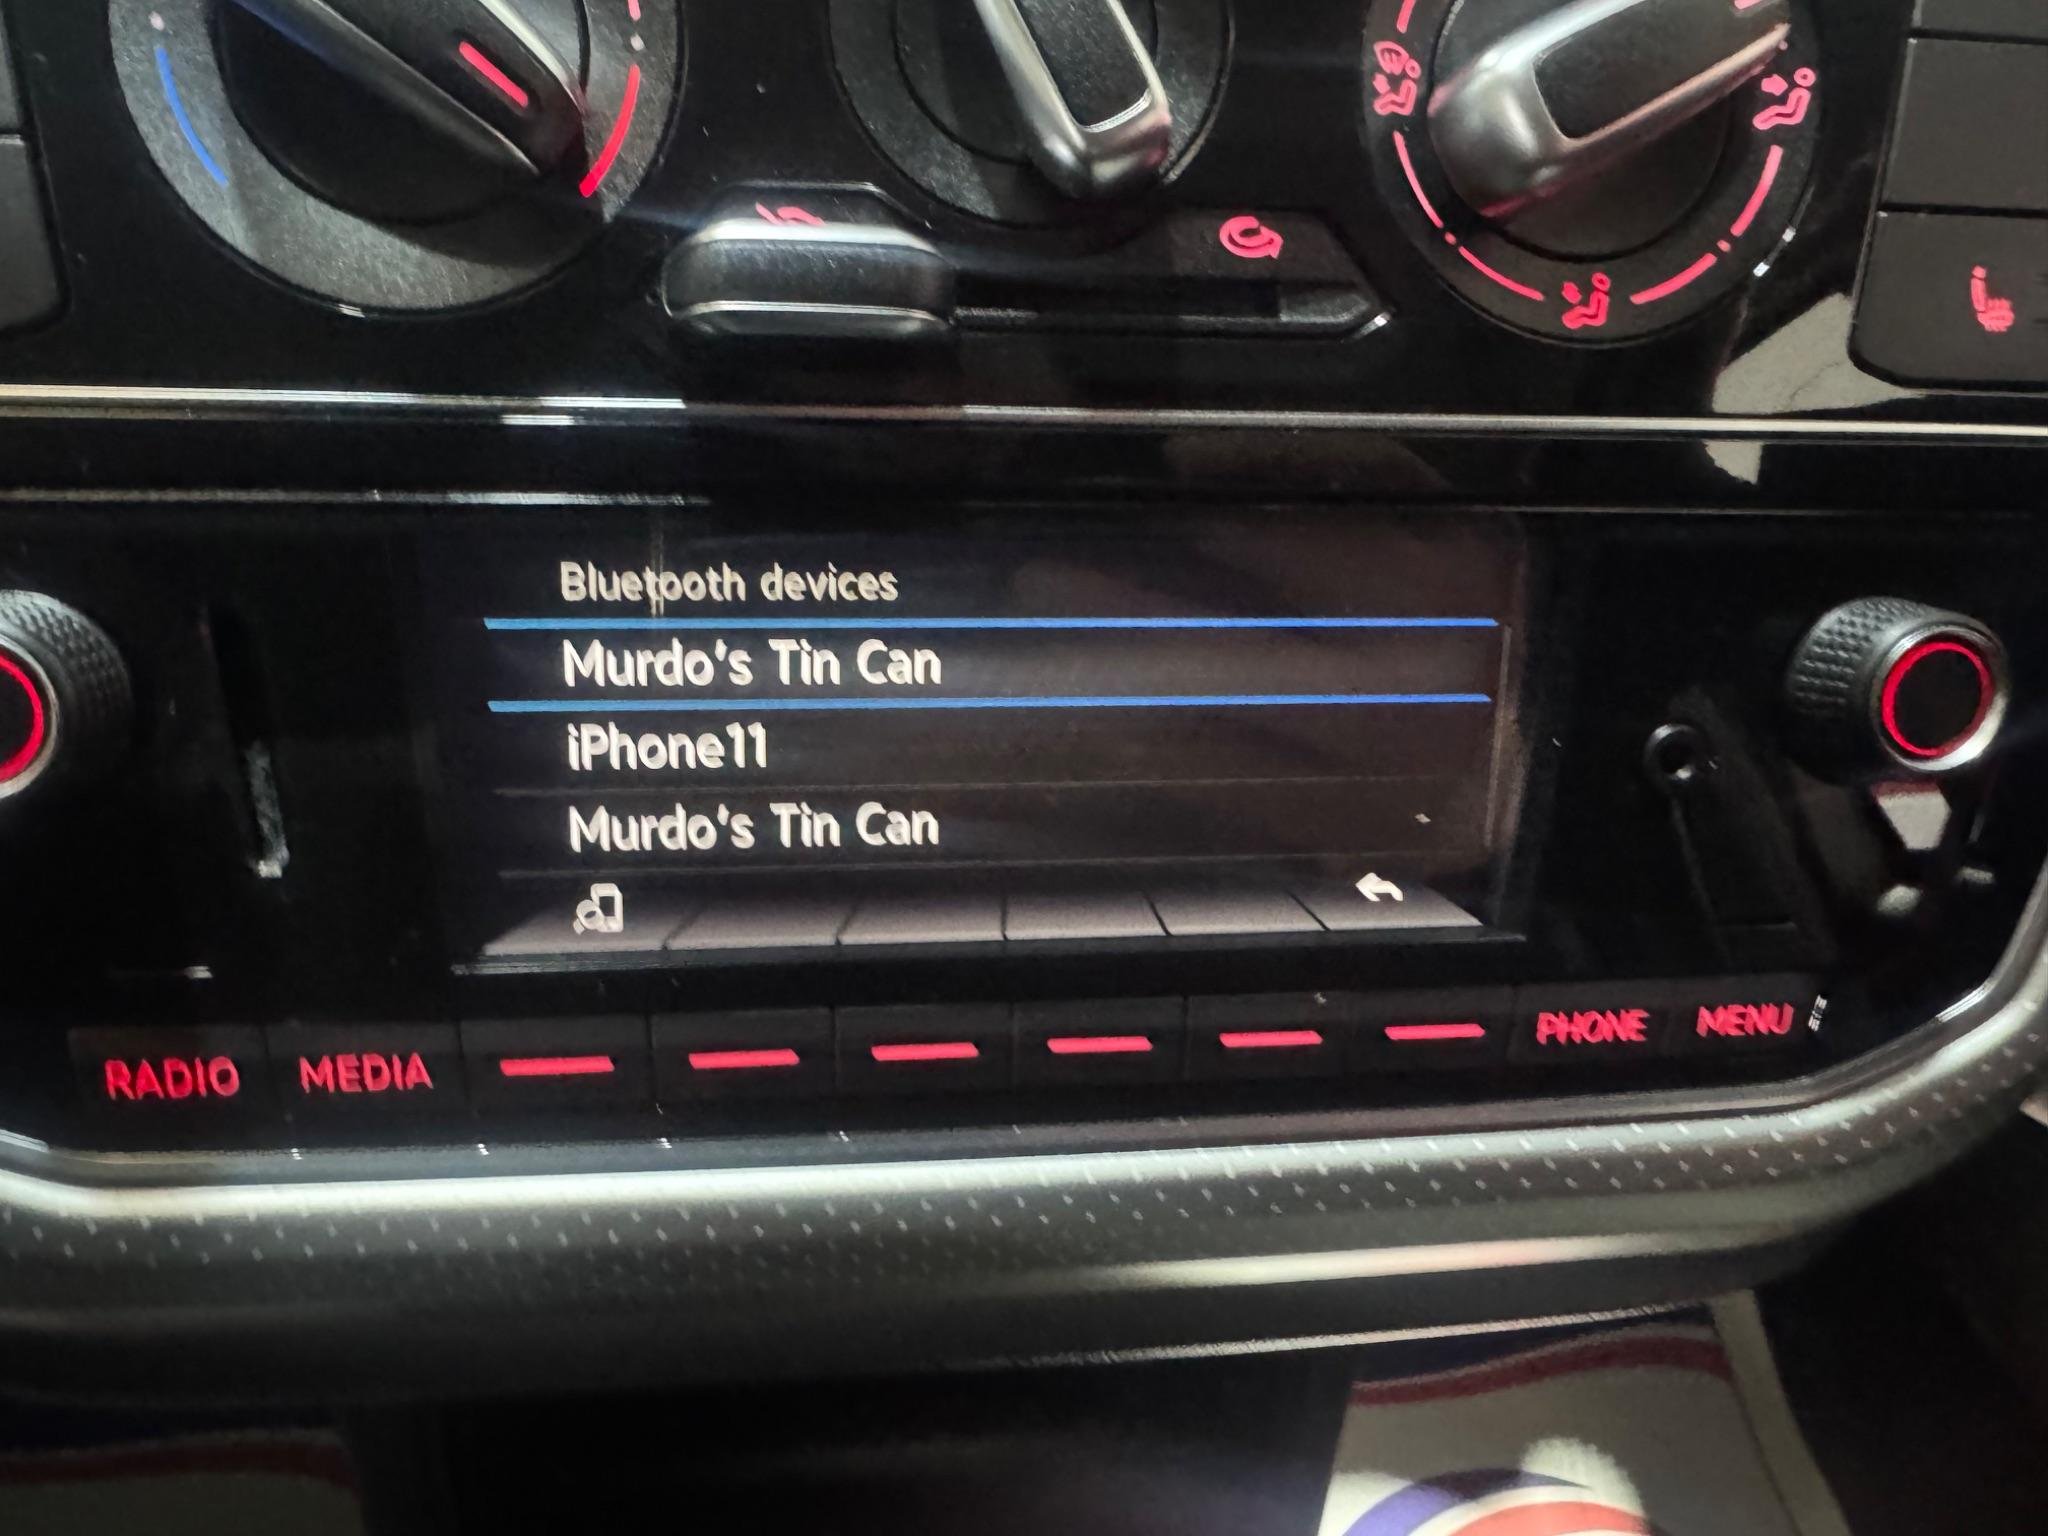 Bluetooth devices
Murdo's Tin Can
iPhone11
Murdo's Tin Can
RADIO MEDIA PHONE MENU